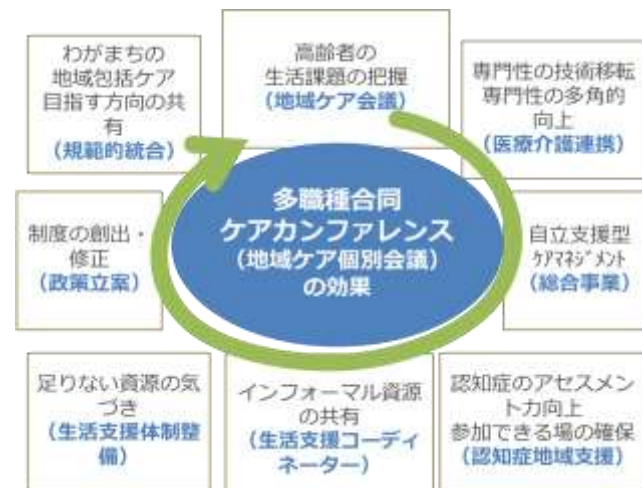 わがまちの
地域包括ケア
目指す方向の共
有
（規範的統合）
高齢者の
生活課題の把握
（地域ケア会議）
専門性の技術移転
専門性の多角的
向上
（医療介護連携）
制度の創出・
修正
（政策立案）
多職種合同
ケアカンファレンス
（地域ケア個別会議）
の効果
自立支援型
ｹｱﾏﾈｼﾞﾒﾝﾄ
（総合事業）
足りない資源の気
づき
（生活支援体制整
備）
インフォーマル資源
の共有
（生活支援コーディ
ネーター）
認知症のアセスメン
ト力向上
参加できる場の確保
（認知症地域支援）